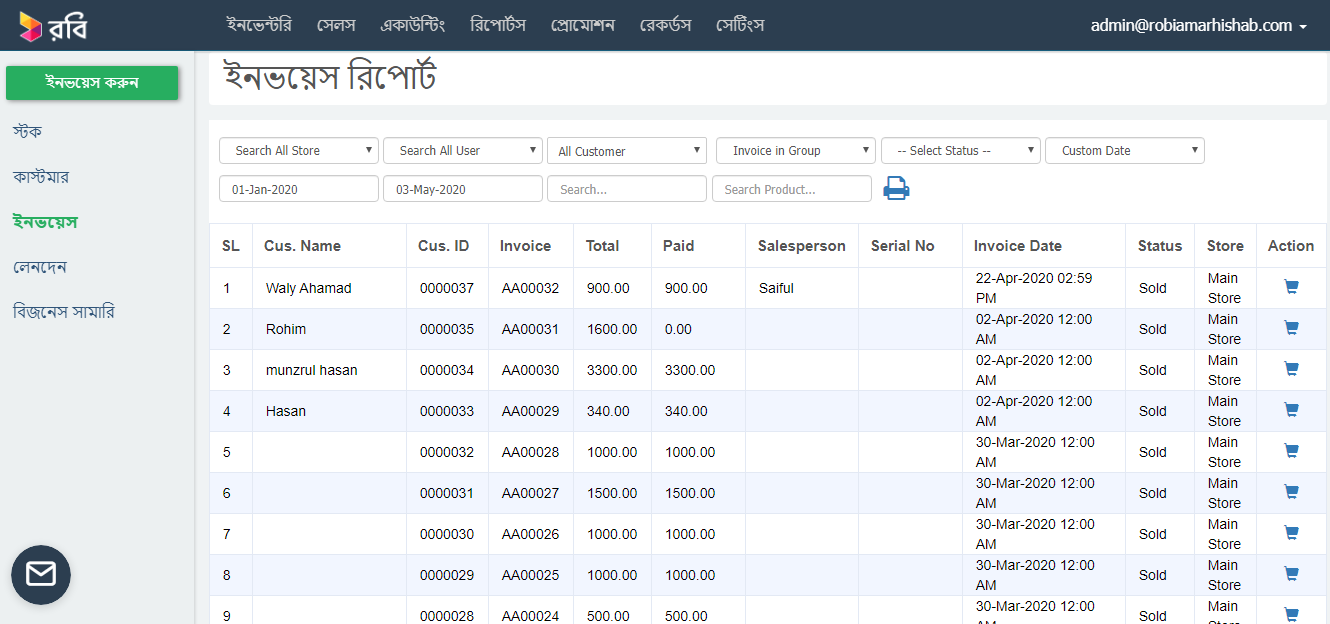 রবি
ইনভেন্টরি সেলস একাউন্টিং রিপোর্টস প্রোমোশন রেকর্ডস সেটিংস admin@robiamarhishab.com
ইনভয়েস করুন
স্টক
কাস্টমার
ইনভয়েস
লেনদেন
বিজনেস সামারি
ইনভয়েস রিপোর্ট
Search All Store Search All User All Customer Invoice in Group -- Select Status -- Custom Date
01-Jan-2020 03-May-2020 Search... Search Product...
SL Cus. Name Cus. ID Invoice Total Paid Salesperson Serial No Invoice Date Status Store Action
1 Waly Ahamad 0000037 AA00032 900.00 900.00 Saiful 22-Apr-2020 02:59 PM Sold Main Store
2 Rohim 0000035 AA00031 1600.00 0.00 02-Apr-2020 12:00 AM Sold Main Store
3 munzrul hasan 0000034 AA00030 3300.00 3300.00 02-Apr-2020 12:00 AM Sold Main Store
4 Hasan 0000033 AA00029 340.00 340.00 02-Apr-2020 12:00 AM Sold Main Store
5 0000032 AA00028 1000.00 1000.00 30-Mar-2020 12:00 AM Sold Main Store
6 0000031 AA00027 1500.00 1500.00 30-Mar-2020 12:00 AM Sold Main Store
7 0000030 AA00026 1000.00 1000.00 30-Mar-2020 12:00 AM Sold Main Store
8 0000029 AA00025 1000.00 1000.00 30-Mar-2020 12:00 AM Sold Main Store
9 0000028 AA00024 500.00 500.00 30-Mar-2020 12:00 AM Sold Main Store